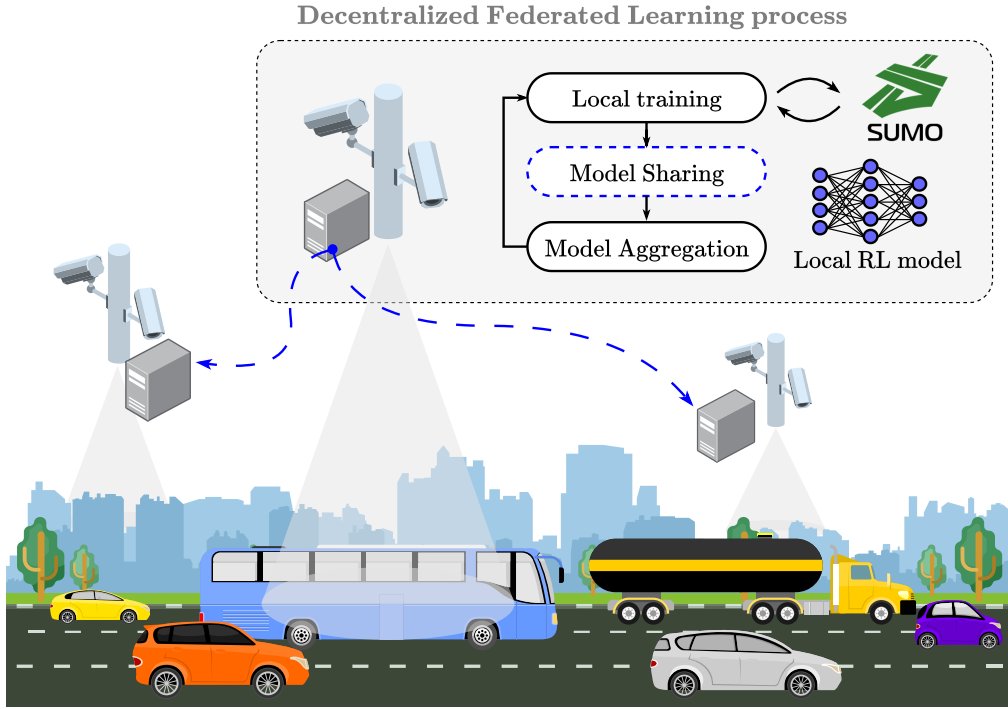 Decentralized Federated Learning process
Local training
SUMO
Model Sharing
Model Aggregation
Local RL model